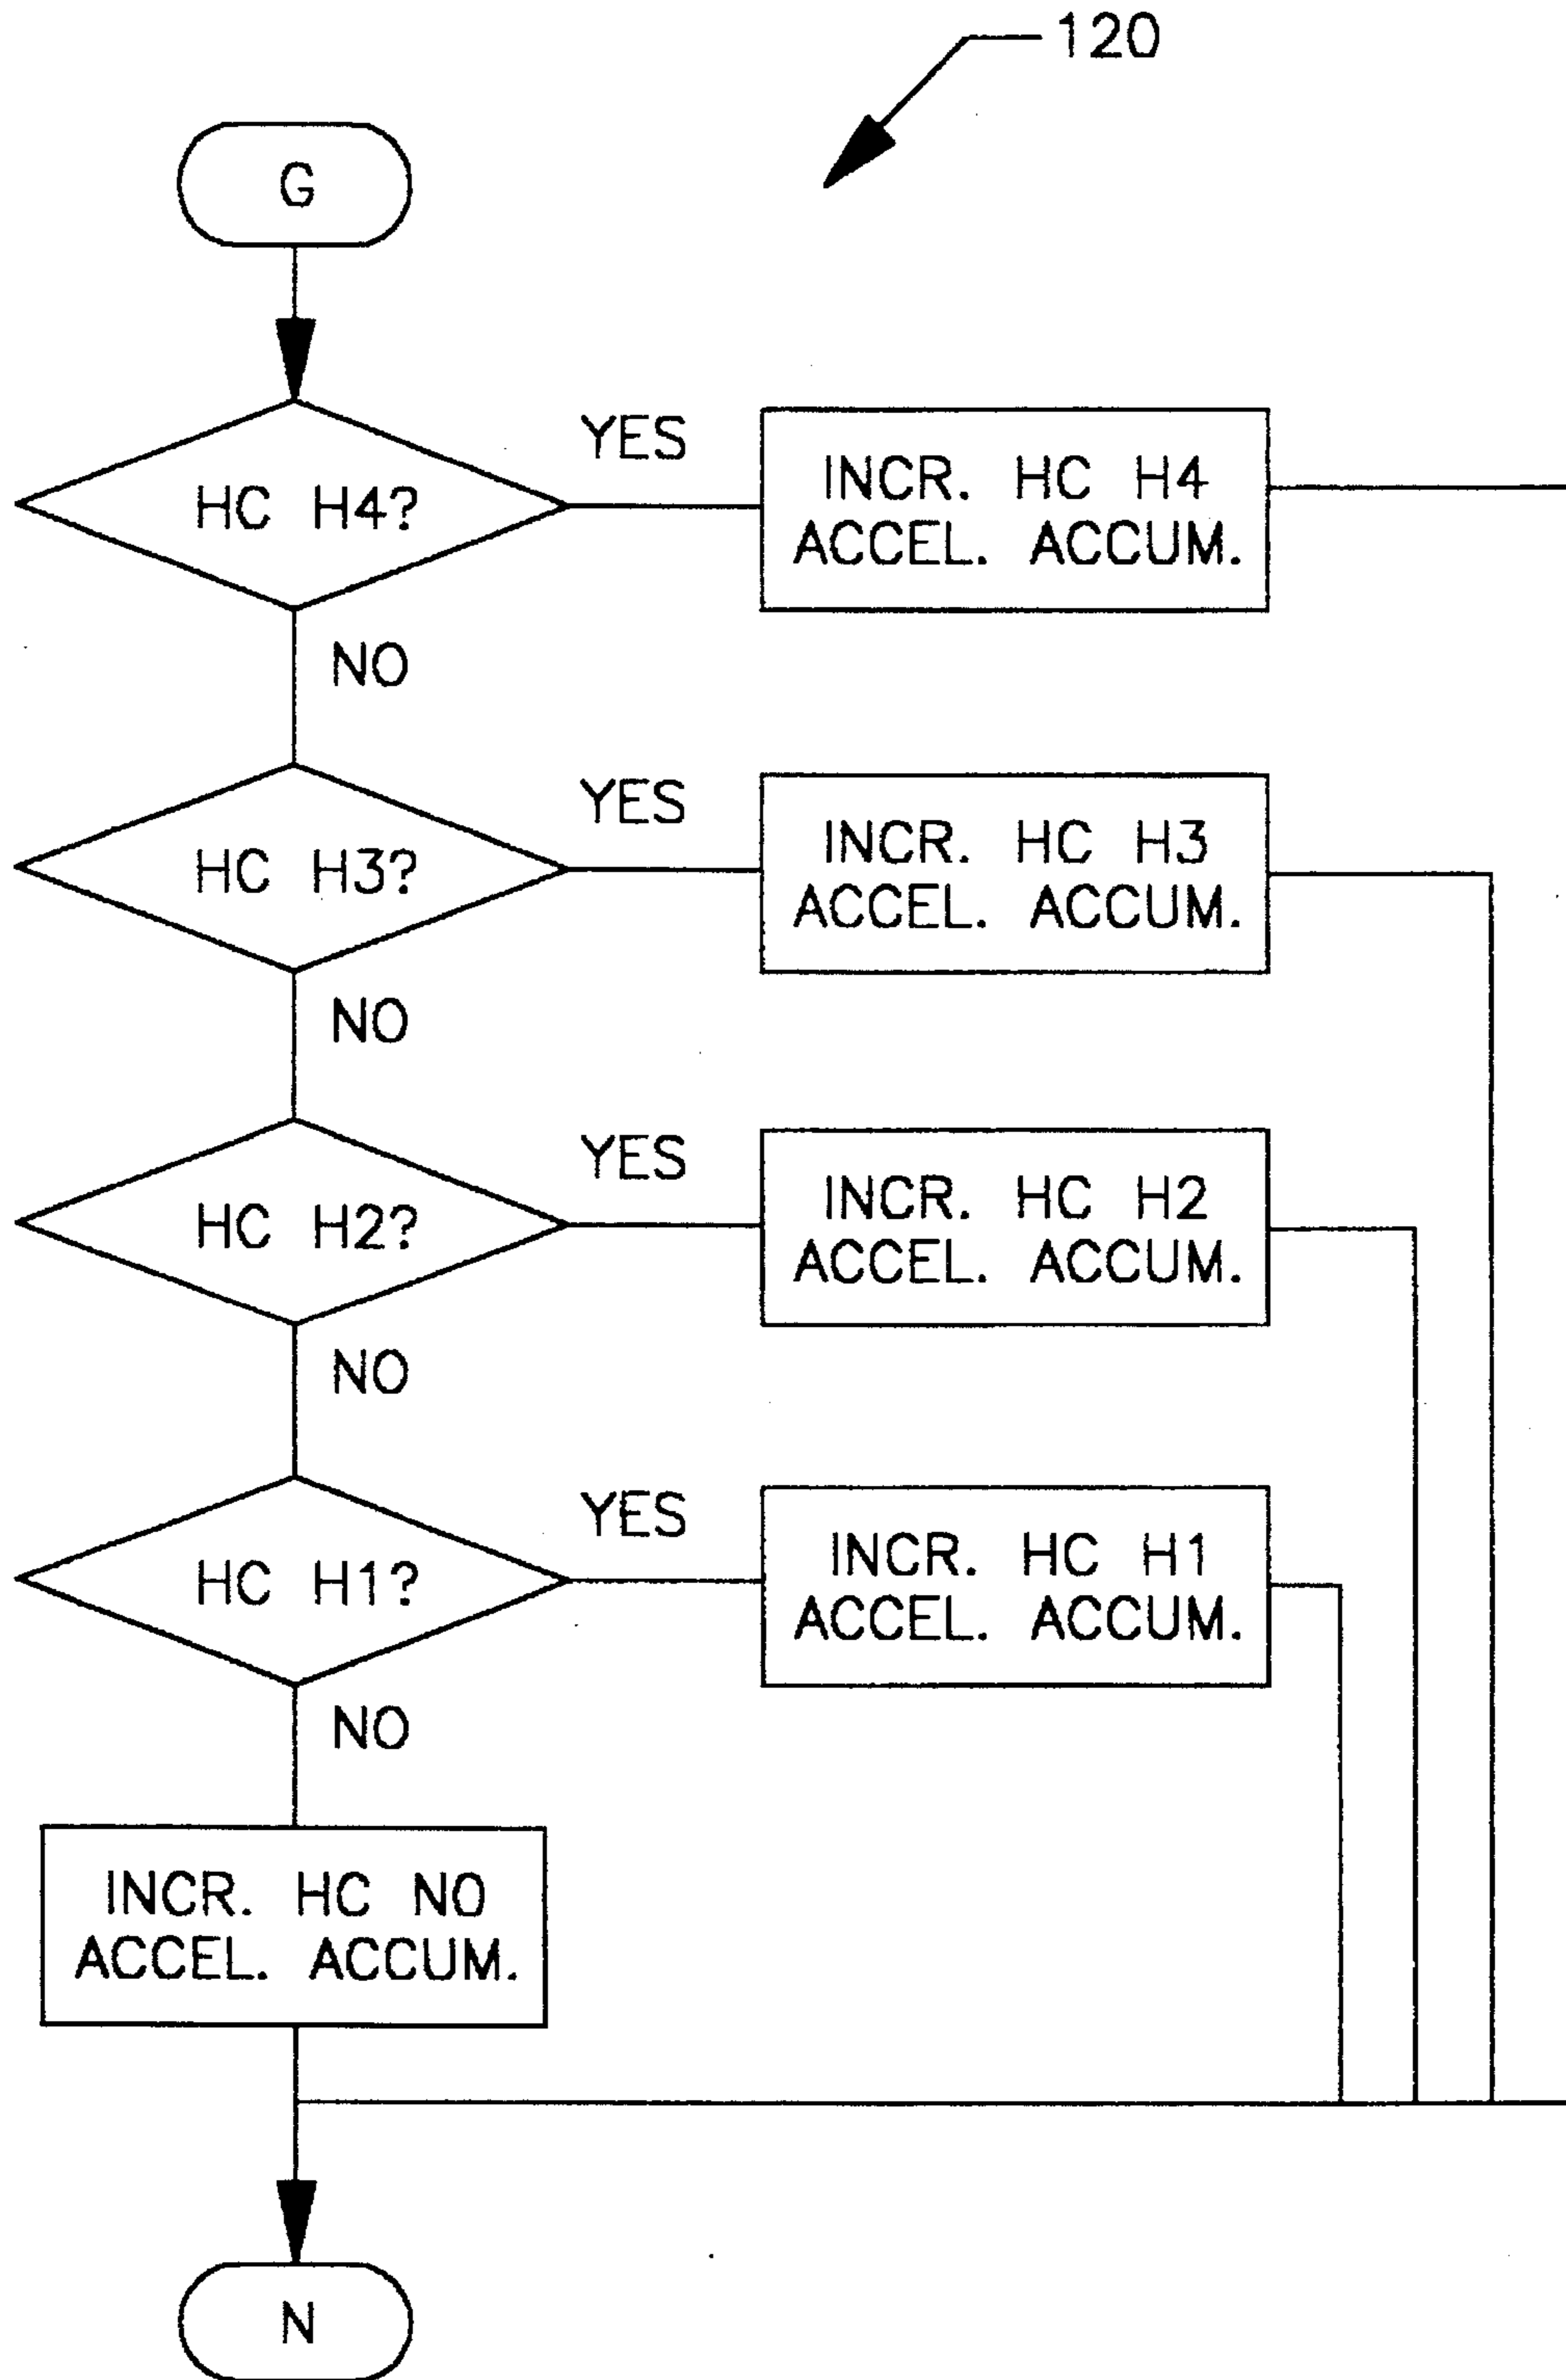 120
G
HC H4?
YES
INCR. HC H4
ACCEL. ACCUM.
NO
HC H3?
YES
INCR. HC H3
ACCEL. ACCUM.
NO
HC H2?
YES
INCR. HC H2
ACCEL. ACCUM.
NO
HC H1?
YES
INCR. HC H1
ACCEL. ACCUM.
NO
INCR. HC NO
ACCEL. ACCUM.
N